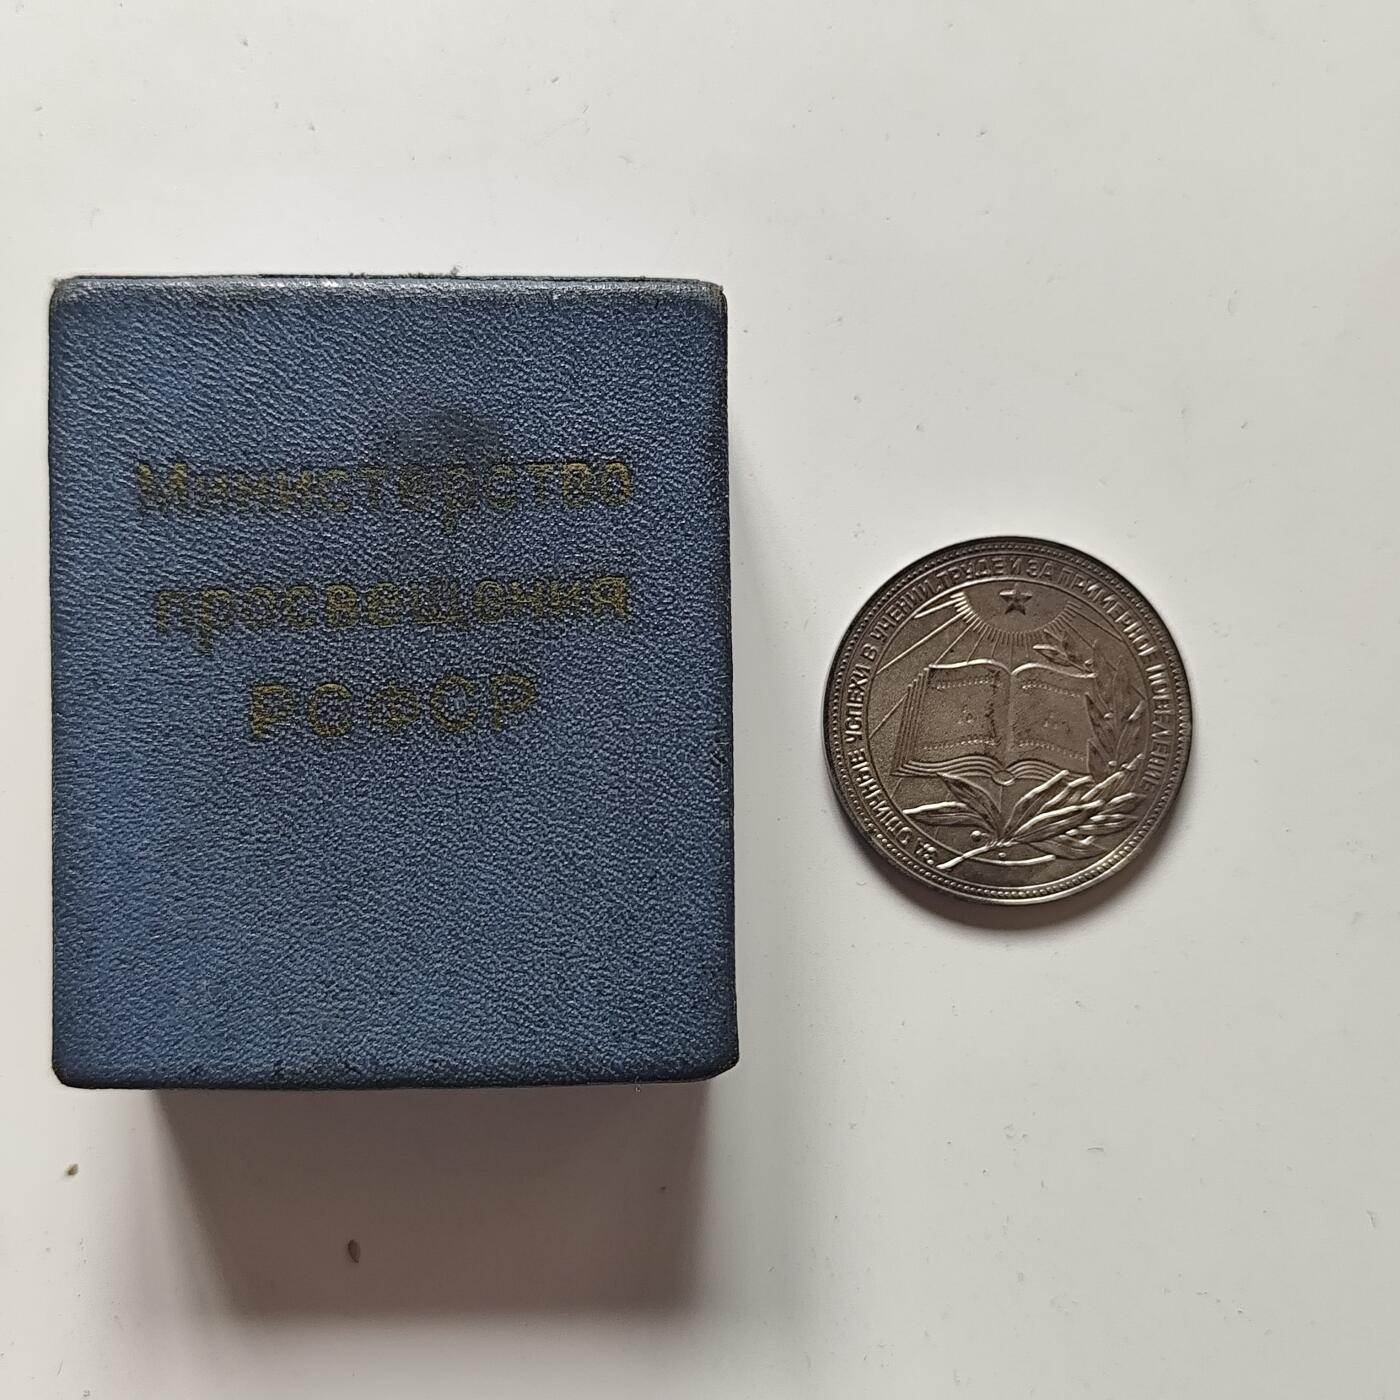 Министерство
просвещения
РСФСР
ЗА ОТЛИЧНЫЕ УСПЕХИ В УЧЕНИИ, ТРУДЕ И ЗА ПРИМЕРНОЕ ПОВЕДЕНИЕ